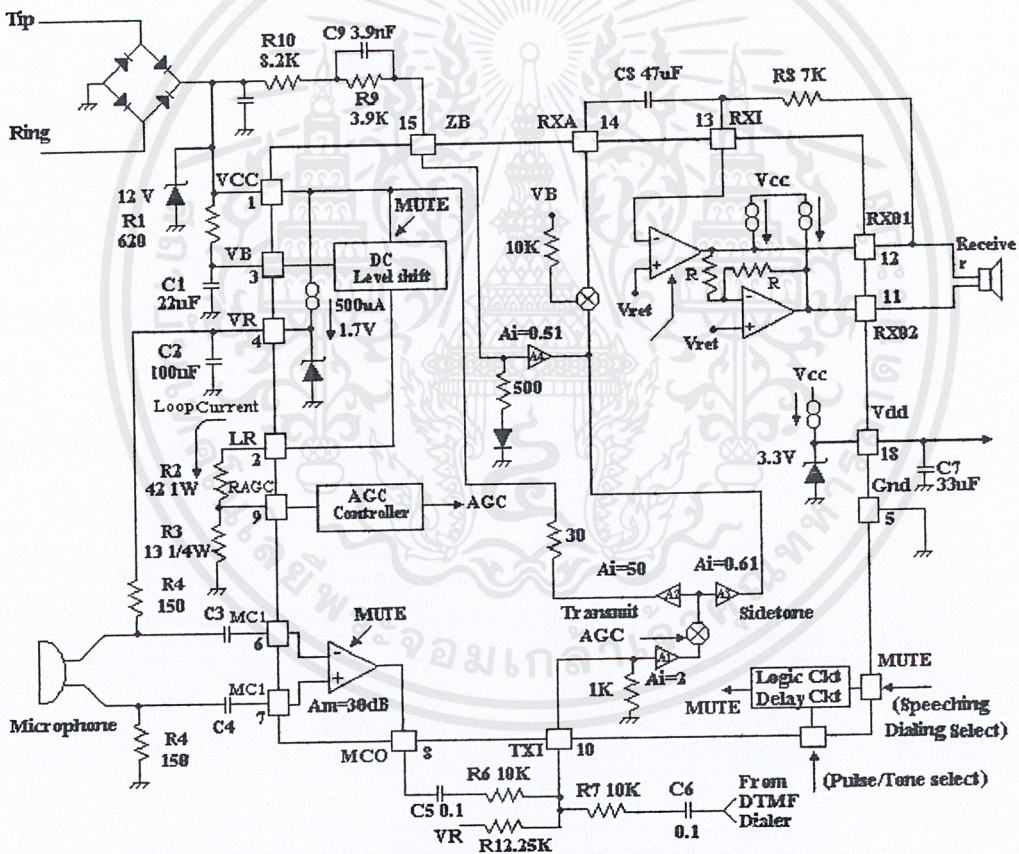 Tip
Ring
R10
8.2K
C9 3.9nF
R9
3.9K
15
ZB
C8 47uF
RXA
14
13
RXI
R8 7K
12 V
R1
620
VCC
1
VB
3
C1
22uF
VR
4
C2
100uF
MUTE
DC
Level shift
500uA
1.7V
VB
10K
Ai=0.51
A4
500
Vcc
Vret
R
R
Vret
RX01
12
11
RX02
Receive
r
Loop Current
LR
2
R2
42 1W
RAGC
9
AGC
Controller
AGC
R3
13 1/4W
Vcc
Vdd
3.3V
18
C7
33uF
Gnd
5
30
Ai=50
Ai=0.61
A2
A3
Transmit
Sidetone
AGC
A1
Ai=2
1K
R4
150
C3
MC1
6
MUTE
Am=30dB
MC1
7
C4
Microphone
R4
150
MUTE
Logic Ckt
Delay Ckt
MUTE
(Speeching
Dialing Select)
(Pulse/Tone select)
MCO
8
TXI
10
C5 0.1
R6 10K
R7 10K
C6
0.1
From
DTMF
Dialer
VR
R12.25K